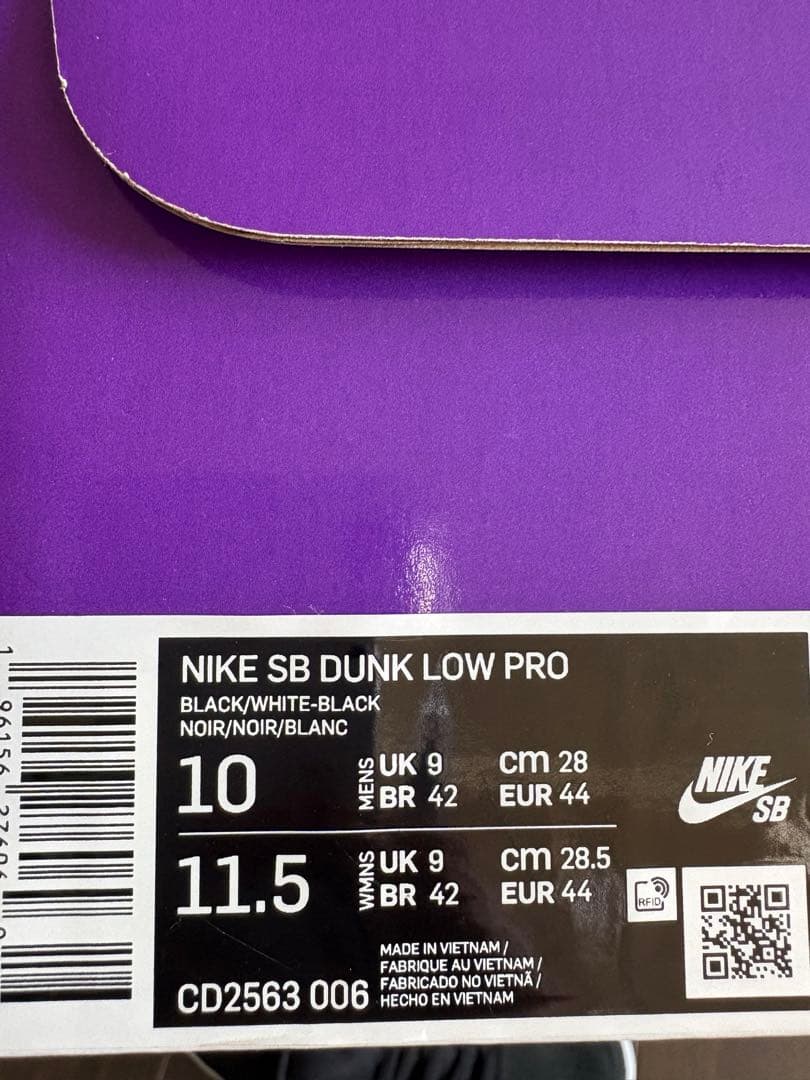 NIKE SB DUNK LOW PRO
BLACK/WHITE-BLACK
NOIR/NOIR/BLANC
10 MENS UK 9 cm 28
BR 42 EUR 44
11.5 WMNS UK 9 cm 28.5
BR 42 EUR 44
NIKE
SB
RFID
MADE IN VIETNAM /
FABRIQUE AU VIETNAM /
FABRICADO NO VIETNÃ /
HECHO EN VIETNAM
CD2563 006